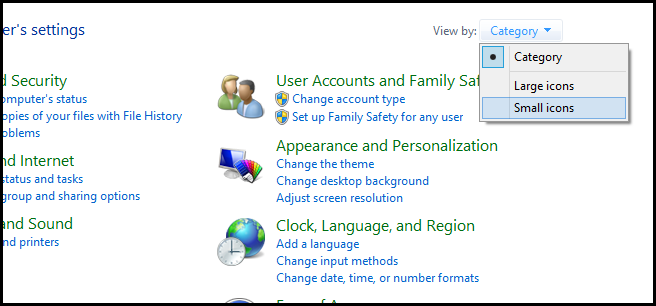 er's settings
View by: Category
Category
Large icons
Small icons
d Security
omputer's status
opies of your files with File History
oblems
nd Internet
status and tasks
group and sharing options
and Sound
nd printers
User Accounts and Family Saf
Change account type
Set up Family Safety for any user
Appearance and Personalization
Change the theme
Change desktop background
Adjust screen resolution
Clock, Language, and Region
Add a language
Change input methods
Change date, time, or number formats